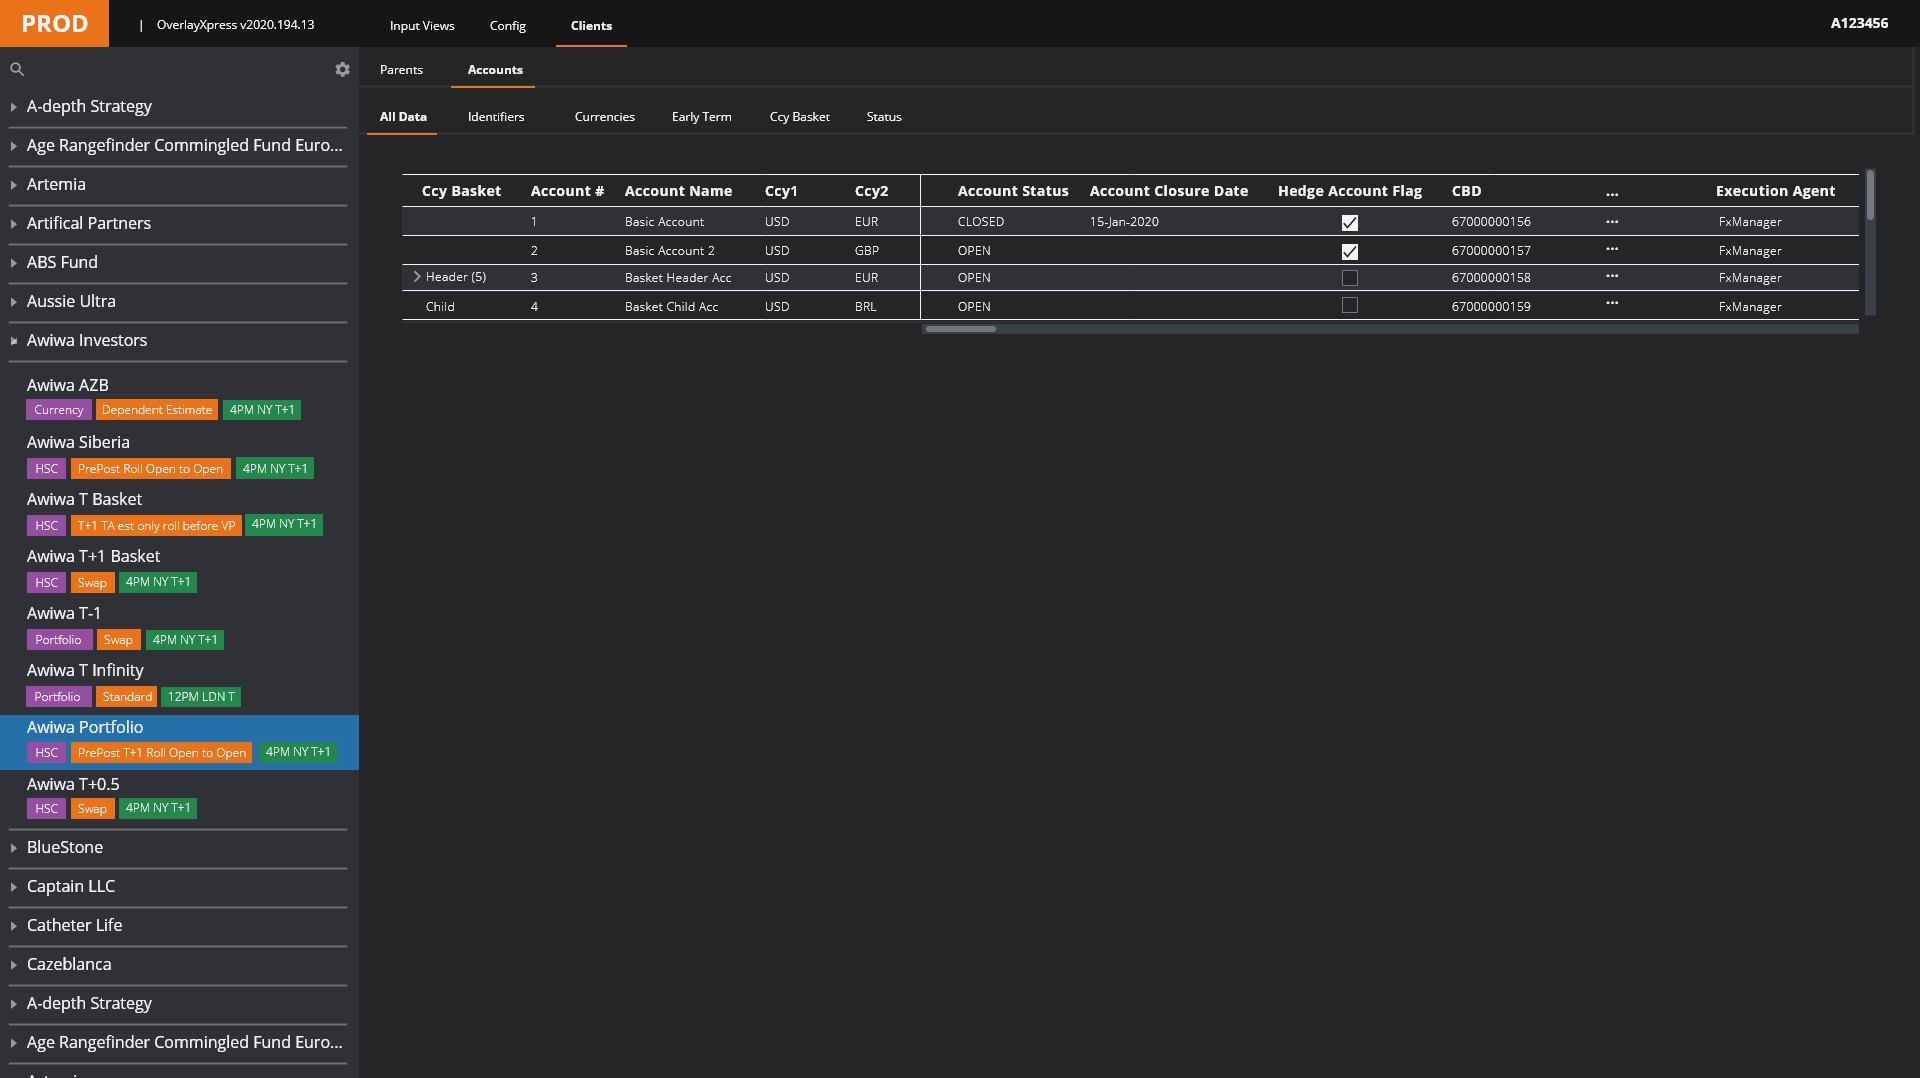 PROD | OverlayXpress v2020.194.13 Input Views Config Clients A123456
Parents Accounts
All Data Identifiers Currencies Early Term Ccy Basket Status
A-depth Strategy
Age Rangefinder Commingled Fund Euro...
Artemia
Artifical Partners
ABS Fund
Aussie Ultra
Awiwa Investors
Awiwa AZB
Currency Dependent Estimate 4PM NY T+1
Awiwa Siberia
HSC PrePost Roll Open to Open 4PM NY T+1
Awiwa T Basket
HSC T+1 TA est only roll before VP 4PM NY T+1
Awiwa T+1 Basket
HSC Swap 4PM NY T+1
Awiwa T-1
Portfolio Swap 4PM NY T+1
Awiwa T Infinity
Portfolio Standard 12PM LDN T
Awiwa Portfolio
HSC PrePost T+1 Roll Open to Open 4PM NY T+1
Awiwa T+0.5
HSC Swap 4PM NY T+1
BlueStone
Captain LLC
Catheter Life
Cazeblanca
A-depth Strategy
Age Rangefinder Commingled Fund Euro...
Ccy Basket Account # Account Name Ccy1 Ccy2 Account Status Account Closure Date Hedge Account Flag CBD ... Execution Agent
1 Basic Account USD EUR CLOSED 15-Jan-2020 67000000156 ... FxManager
2 Basic Account 2 USD GBP OPEN 67000000157 ... FxManager
Header (5) 3 Basket Header Acc USD EUR OPEN 67000000158 ... FxManager
Child 4 Basket Child Acc USD BRL OPEN 67000000159 ... FxManager